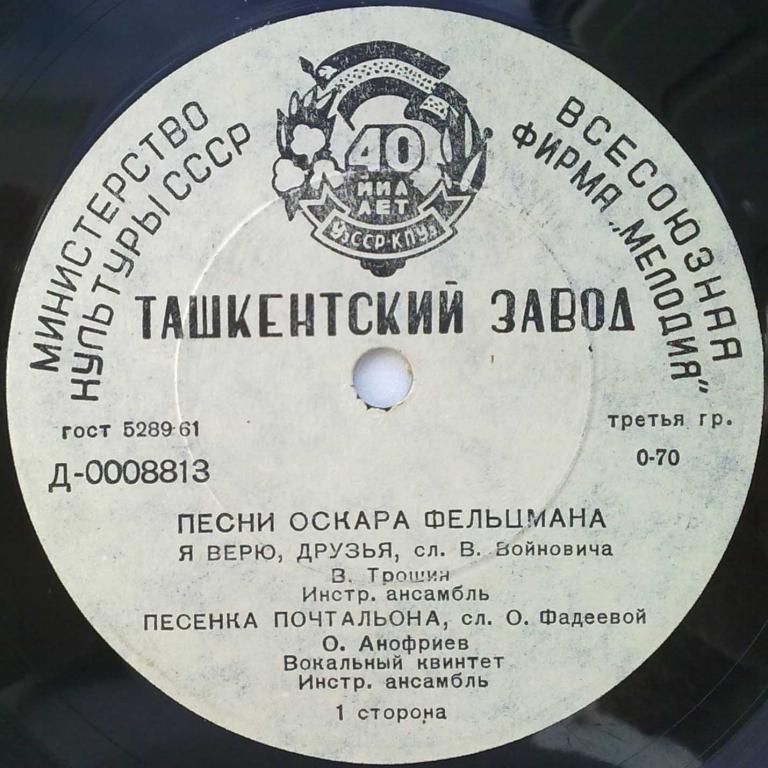 МИНИСТЕРСТВО
КУЛЬТУРЫ СССР
ВСЕСОЮЗНАЯ
ФИРМА „МЕЛОДИЯ"
40
ЙИЛ
ЛЕТ
УзССР-КПУз
ТАШКЕНТСКИЙ ЗАВОД
гост 5289-61
третья гр.
Д-0008813
0-70
ПЕСНИ ОСКАРА ФЕЛЬЦМАНА
Я ВЕРЮ, ДРУЗЬЯ, сл. В. Войновича
В. Трошин
Инстр. ансамбль
ПЕСЕНКА ПОЧТАЛЬОНА, сл. О. Фадеевой
О. Анофриев
Вокальный квинтет
Инстр. ансамбль
1 сторона